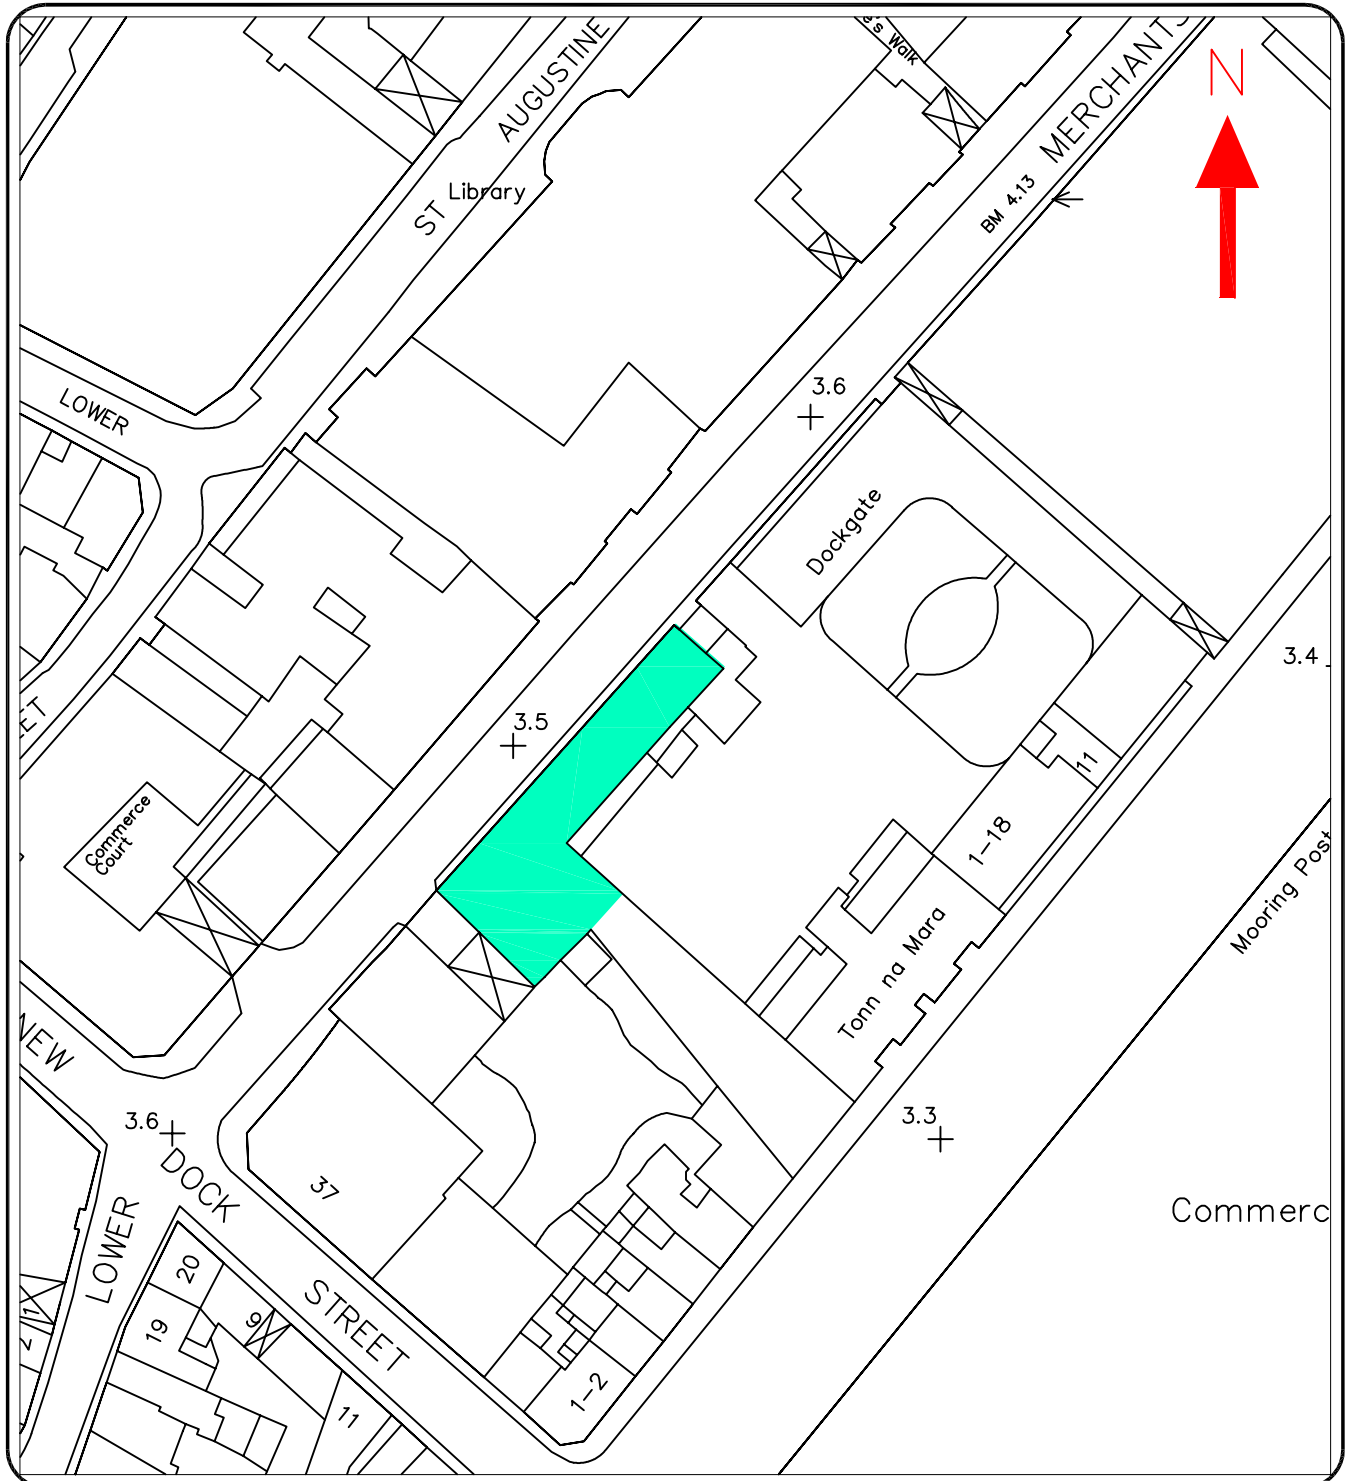 e's Walk
MERCHANTS
N
AUGUSTINE
ST
Library
BM 4.13
3.6
LOWER
Dockgate
3.4
ET
3.5
11
1-18
Commerce
Court
Mooring Post
Tonn na Mara
NEW
3.6
3.3
DOCK
37
LOWER
Commerc
20
STREET
19
9
1-2
11